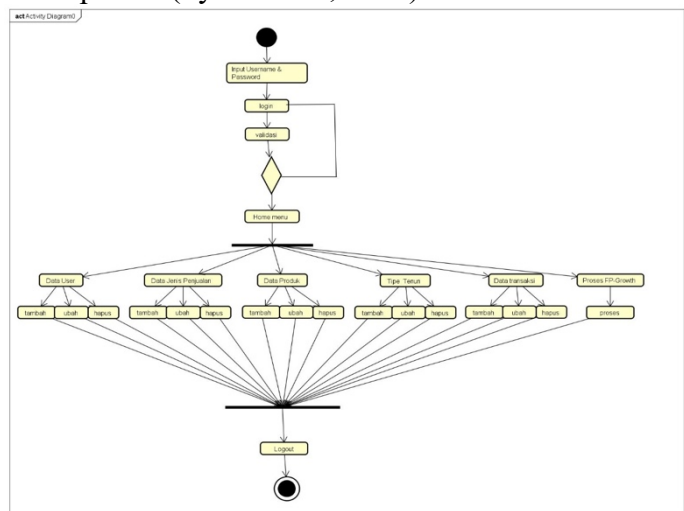 act Activity Diagram0
Input Username &
Password
login
validasi
Home menu
Data User
Data Jenis Penjualan
Data Produk
Tipe Tenun
Data transaksi
Proses FP-Growth
tambah
ubah
hapus
tambah
ubah
hapus
tambah
ubah
hapus
tambah
ubah
hapus
tambah
ubah
hapus
proses
Logout